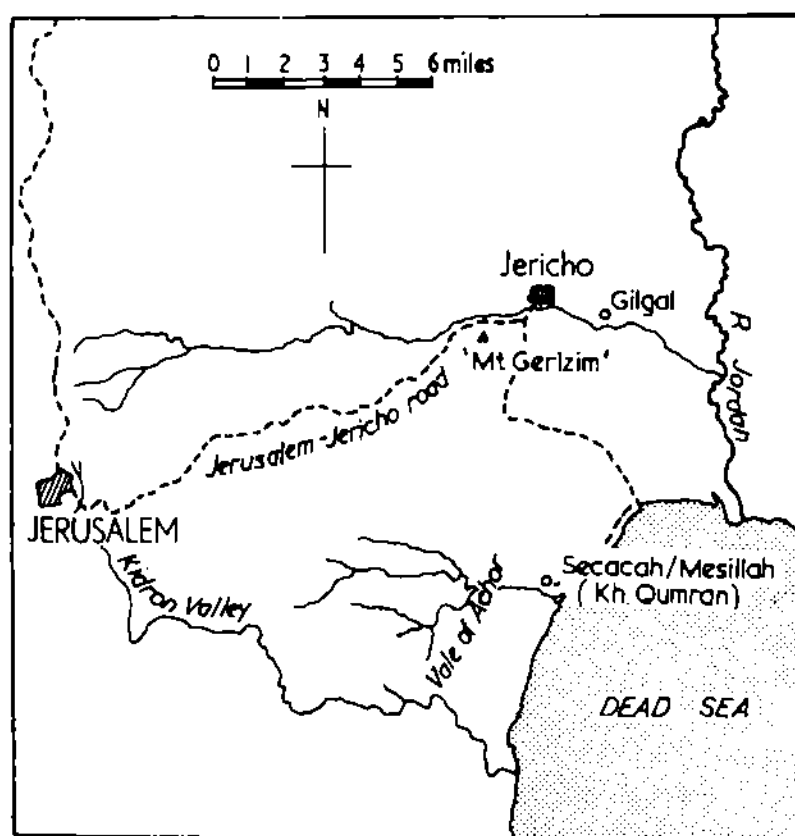 0 1 2 3 4 5 6 miles
N
Jericho
Gilgal
'Mt Gerizim'
R Jordan
Jerusalem-Jericho road
JERUSALEM
Kidron Valley
Vale of Achor
Secacah/Mesillah
(Kh Qumran)
DEAD SEA